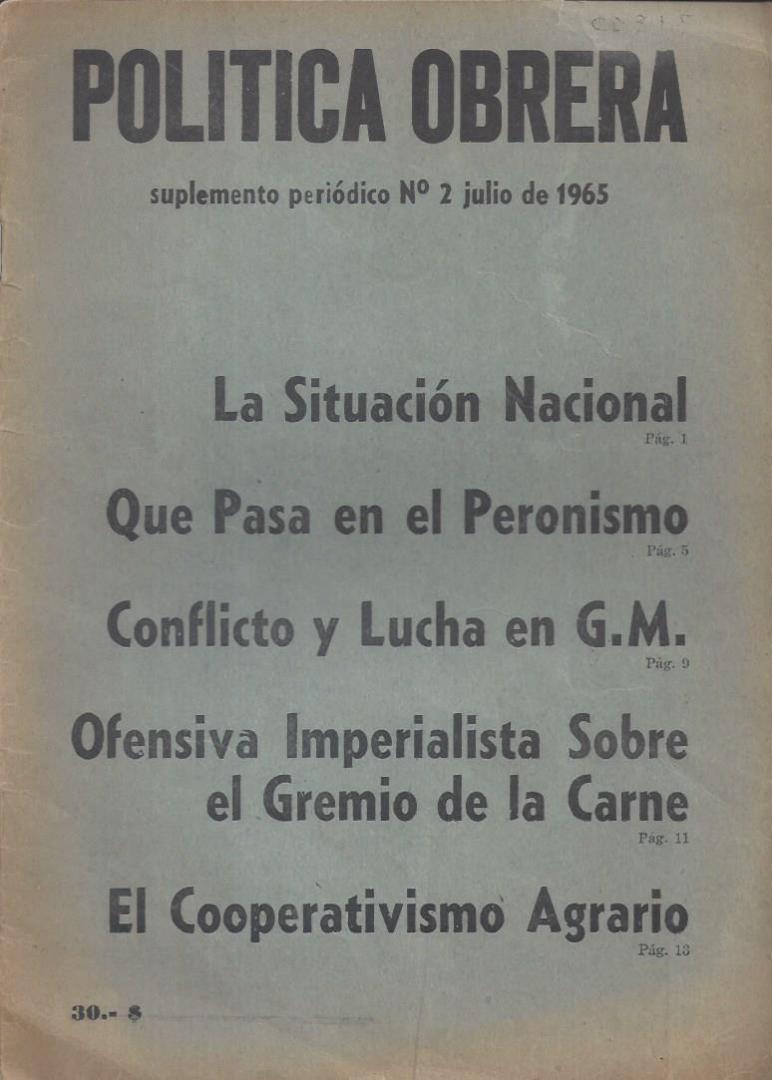 POLITICA OBRERA
suplemento periódico Nº 2 julio de 1965
La Situación Nacional
Pág. 1
Que Pasa en el Peronismo
Pág. 5
Conflicto y Lucha en G.M.
Pág. 9
Ofensiva Imperialista Sobre
el Gremio de la Carne
Pág. 11
El Cooperativismo Agrario
Pág. 13
30.- $